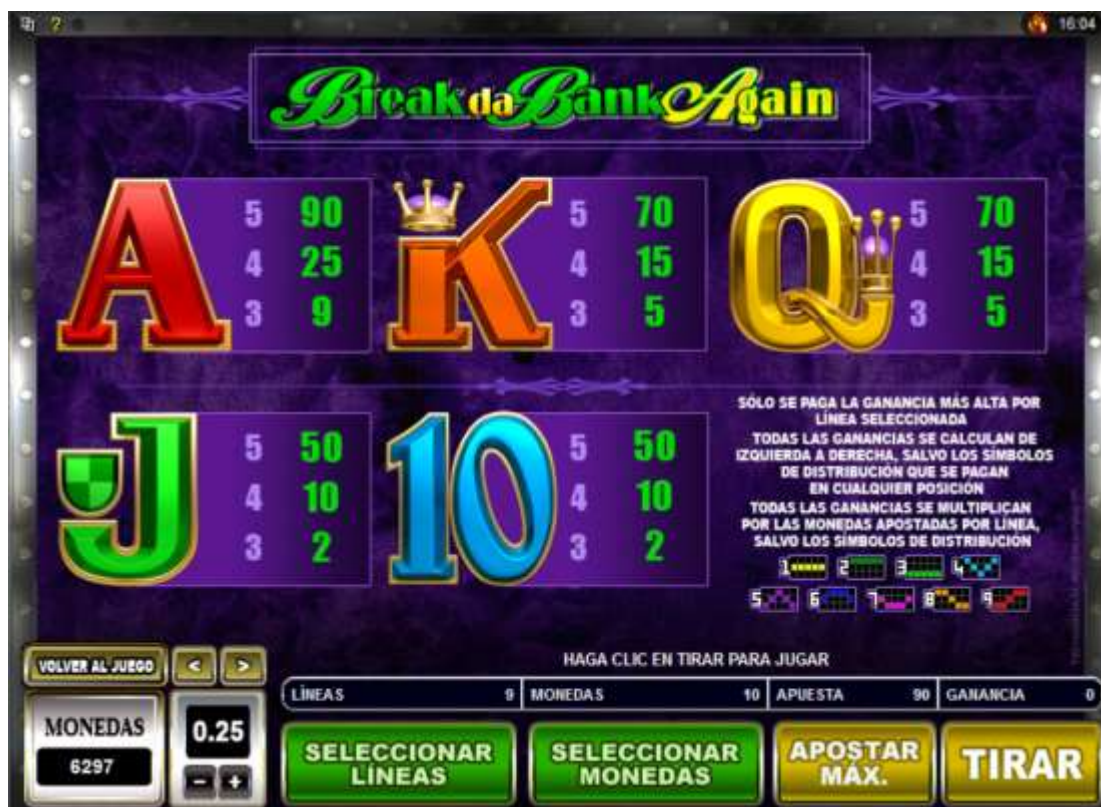 ? 16:04
Break da Bank Again
A 5 90
4 25
3 9
K 5 70
4 15
3 5
Q 5 70
4 15
3 5
J 5 50
4 10
3 2
10 5 50
4 10
3 2
SÓLO SE PAGA LA GANANCIA MÁS ALTA POR
LÍNEA SELECCIONADA
TODAS LAS GANANCIAS SE CALCULAN DE
IZQUIERDA A DERECHA, SALVO LOS SÍMBOLOS
DE DISTRIBUCIÓN QUE SE PAGAN
EN CUALQUIER POSICIÓN
TODAS LAS GANANCIAS SE MULTIPLICAN
POR LAS MONEDAS APOSTADAS POR LÍNEA,
SALVO LOS SÍMBOLOS DE DISTRIBUCIÓN
1 2 3 4
5 6 7 8 9
VOLVER AL JUEGO < >
HAGA CLIC EN TIRAR PARA JUGAR
LÍNEAS 9 MONEDAS 10 APUESTA 90 GANANCIA 0
MONEDAS
6297
0.25
- +
SELECCIONAR
LÍNEAS
SELECCIONAR
MONEDAS
APOSTAR
MÁX.
TIRAR